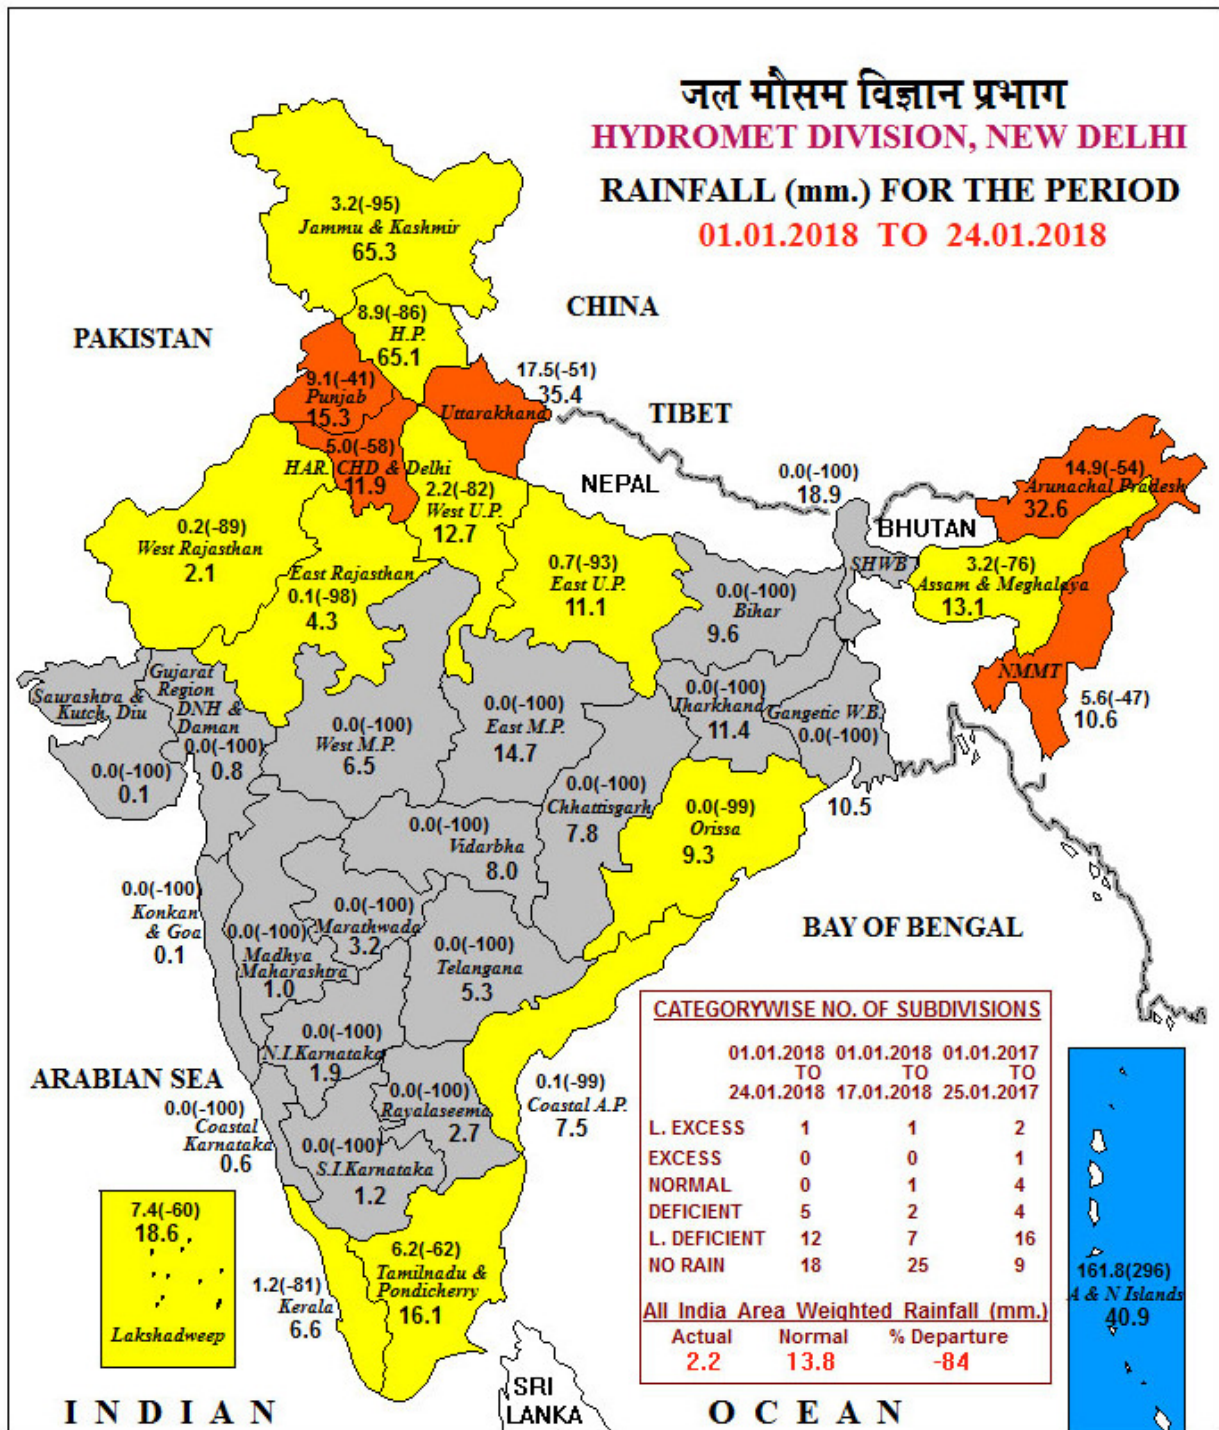 जल मौसम विज्ञान प्रभाग
HYDROMET DIVISION, NEW DELHI
RAINFALL (mm.) FOR THE PERIOD
01.01.2018 TO 24.01.2018
3.2(-95)
Jammu & Kashmir
65.3
CHINA
8.9(-86)
H.P.
65.1
PAKISTAN
9.1(-41)
Punjab
15.3
17.5(-51)
35.4
Uttarakhand
TIBET
5.0(-58)
HAR. CHD & Delhi
11.9
NEPAL
0.0(-100)
18.9
SHWB
BHUTAN
14.9(-54)
Arunachal Pradesh
32.6
2.2(-82)
West U.P.
12.7
0.2(-89)
West Rajasthan
2.1
East Rajasthan
0.1(-98)
4.3
0.7(-93)
East U.P.
11.1
0.0(-100)
Bihar
9.6
3.2(-76)
Assam & Meghalaya
13.1
NMMT
5.6(-47)
10.6
Saurashtra &
Kutch, Diu
0.0(-100)
0.1
Gujarat
Region
DNH &
Daman
0.0(-100)
0.8
0.0(-100)
West M.P.
6.5
0.0(-100)
East M.P.
14.7
0.0(-100)
Jharkhand
11.4
Gangetic W.B.
0.0(-100)
10.5
0.0(-100)
Chhattisgarh
7.8
0.0(-99)
Orissa
9.3
0.0(-100)
Vidarbha
8.0
0.0(-100)
Konkan
& Goa
0.1
0.0(-100)
Madhya
Maharashtra
1.0
0.0(-100)
Marathwada
3.2
0.0(-100)
Telangana
5.3
BAY OF BENGAL
0.0(-100)
N.I.Karnataka
1.9
ARABIAN SEA
0.0(-100)
Coastal
Karnataka
0.6
0.0(-100)
Rayalaseema
2.7
0.1(-99)
Coastal A.P.
7.5
0.0(-100)
S.I.Karnataka
1.2
7.4(-60)
18.6
Lakshadweep
1.2(-81)
Kerala
6.6
6.2(-62)
Tamilnadu &
Pondicherry
16.1
CATEGORYWISE NO. OF SUBDIVISIONS
01.01.2018 01.01.2018 01.01.2017
TO TO TO
24.01.2018 17.01.2018 25.01.2017
L. EXCESS 1 1 2
EXCESS 0 0 1
NORMAL 0 1 4
DEFICIENT 5 2 4
L. DEFICIENT 12 7 16
NO RAIN 18 25 9
All India Area Weighted Rainfall (mm.)
Actual Normal % Departure
2.2 13.8 -84
161.8(296)
A & N Islands
40.9
SRI
LANKA
INDIAN OCEAN